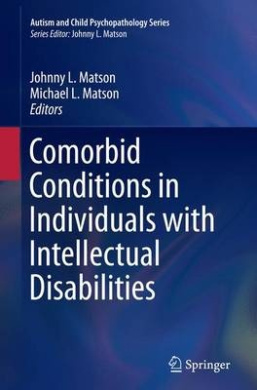 Autism and Child Psychopathology Series
Series Editor: Johnny L. Matson
Johnny L. Matson
Michael L. Matson
Editors
Comorbid
Conditions in
Individuals with
Intellectual
Disabilities
Springer